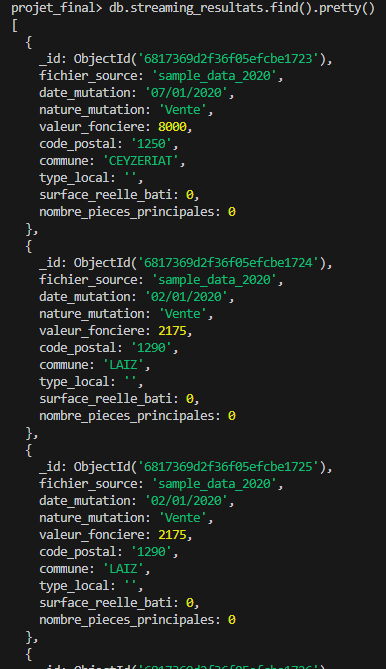 projet_final> db.streaming_resultats.find().pretty()
[
  {
    _id: ObjectId('6817369d2f36f05efcbe1723'),
    fichier_source: 'sample_data_2020',
    date_mutation: '07/01/2020',
    nature_mutation: 'Vente',
    valeur_fonciere: 8000,
    code_postal: '1250',
    commune: 'CEYZERIAT',
    type_local: '',
    surface_reelle_bati: 0,
    nombre_pieces_principales: 0
  },
  {
    _id: ObjectId('6817369d2f36f05efcbe1724'),
    fichier_source: 'sample_data_2020',
    date_mutation: '02/01/2020',
    nature_mutation: 'Vente',
    valeur_fonciere: 2175,
    code_postal: '1290',
    commune: 'LAIZ',
    type_local: '',
    surface_reelle_bati: 0,
    nombre_pieces_principales: 0
  },
  {
    _id: ObjectId('6817369d2f36f05efcbe1725'),
    fichier_source: 'sample_data_2020',
    date_mutation: '02/01/2020',
    nature_mutation: 'Vente',
    valeur_fonciere: 2175,
    code_postal: '1290',
    commune: 'LAIZ',
    type_local: '',
    surface_reelle_bati: 0,
    nombre_pieces_principales: 0
  },
  {